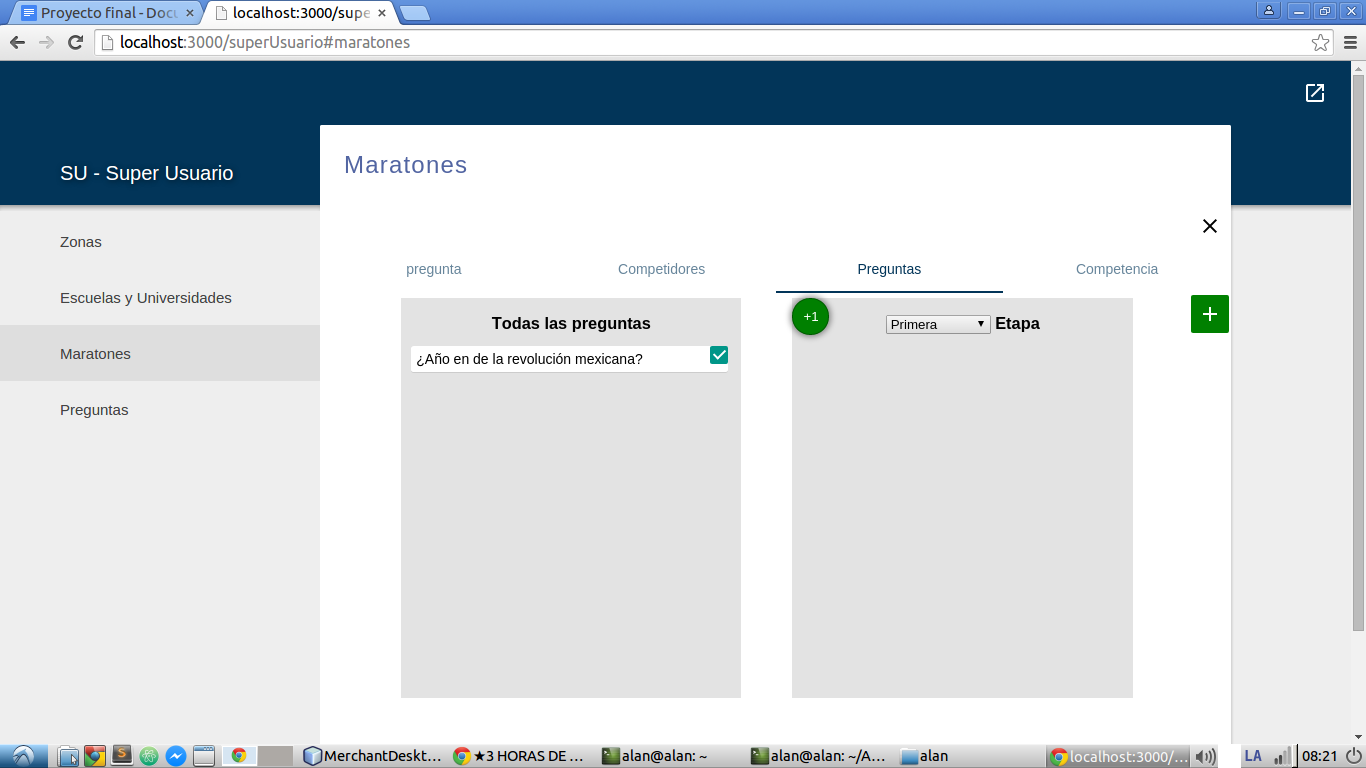 Proyecto final - Docu
localhost:3000/supe
localhost:3000/superUsuario#maratones
SU - Super Usuario
Maratones
Zonas
Escuelas y Universidades
Maratones
Preguntas
pregunta
Competidores
Preguntas
Competencia
Todas las preguntas
¿Año en de la revolución mexicana?
+1
Primera
Etapa
MerchantDeskt...
★3 HORAS DE ...
alan@alan: ~
alan@alan: ~/A...
alan
localhost:3000/...
LA
08:21